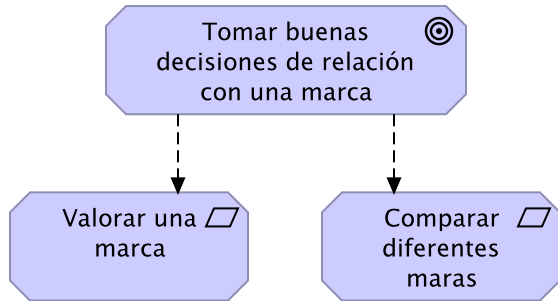 Tomar buenas
decisiones de relación
con una marca
Valorar una
marca
Comparar
diferentes
maras